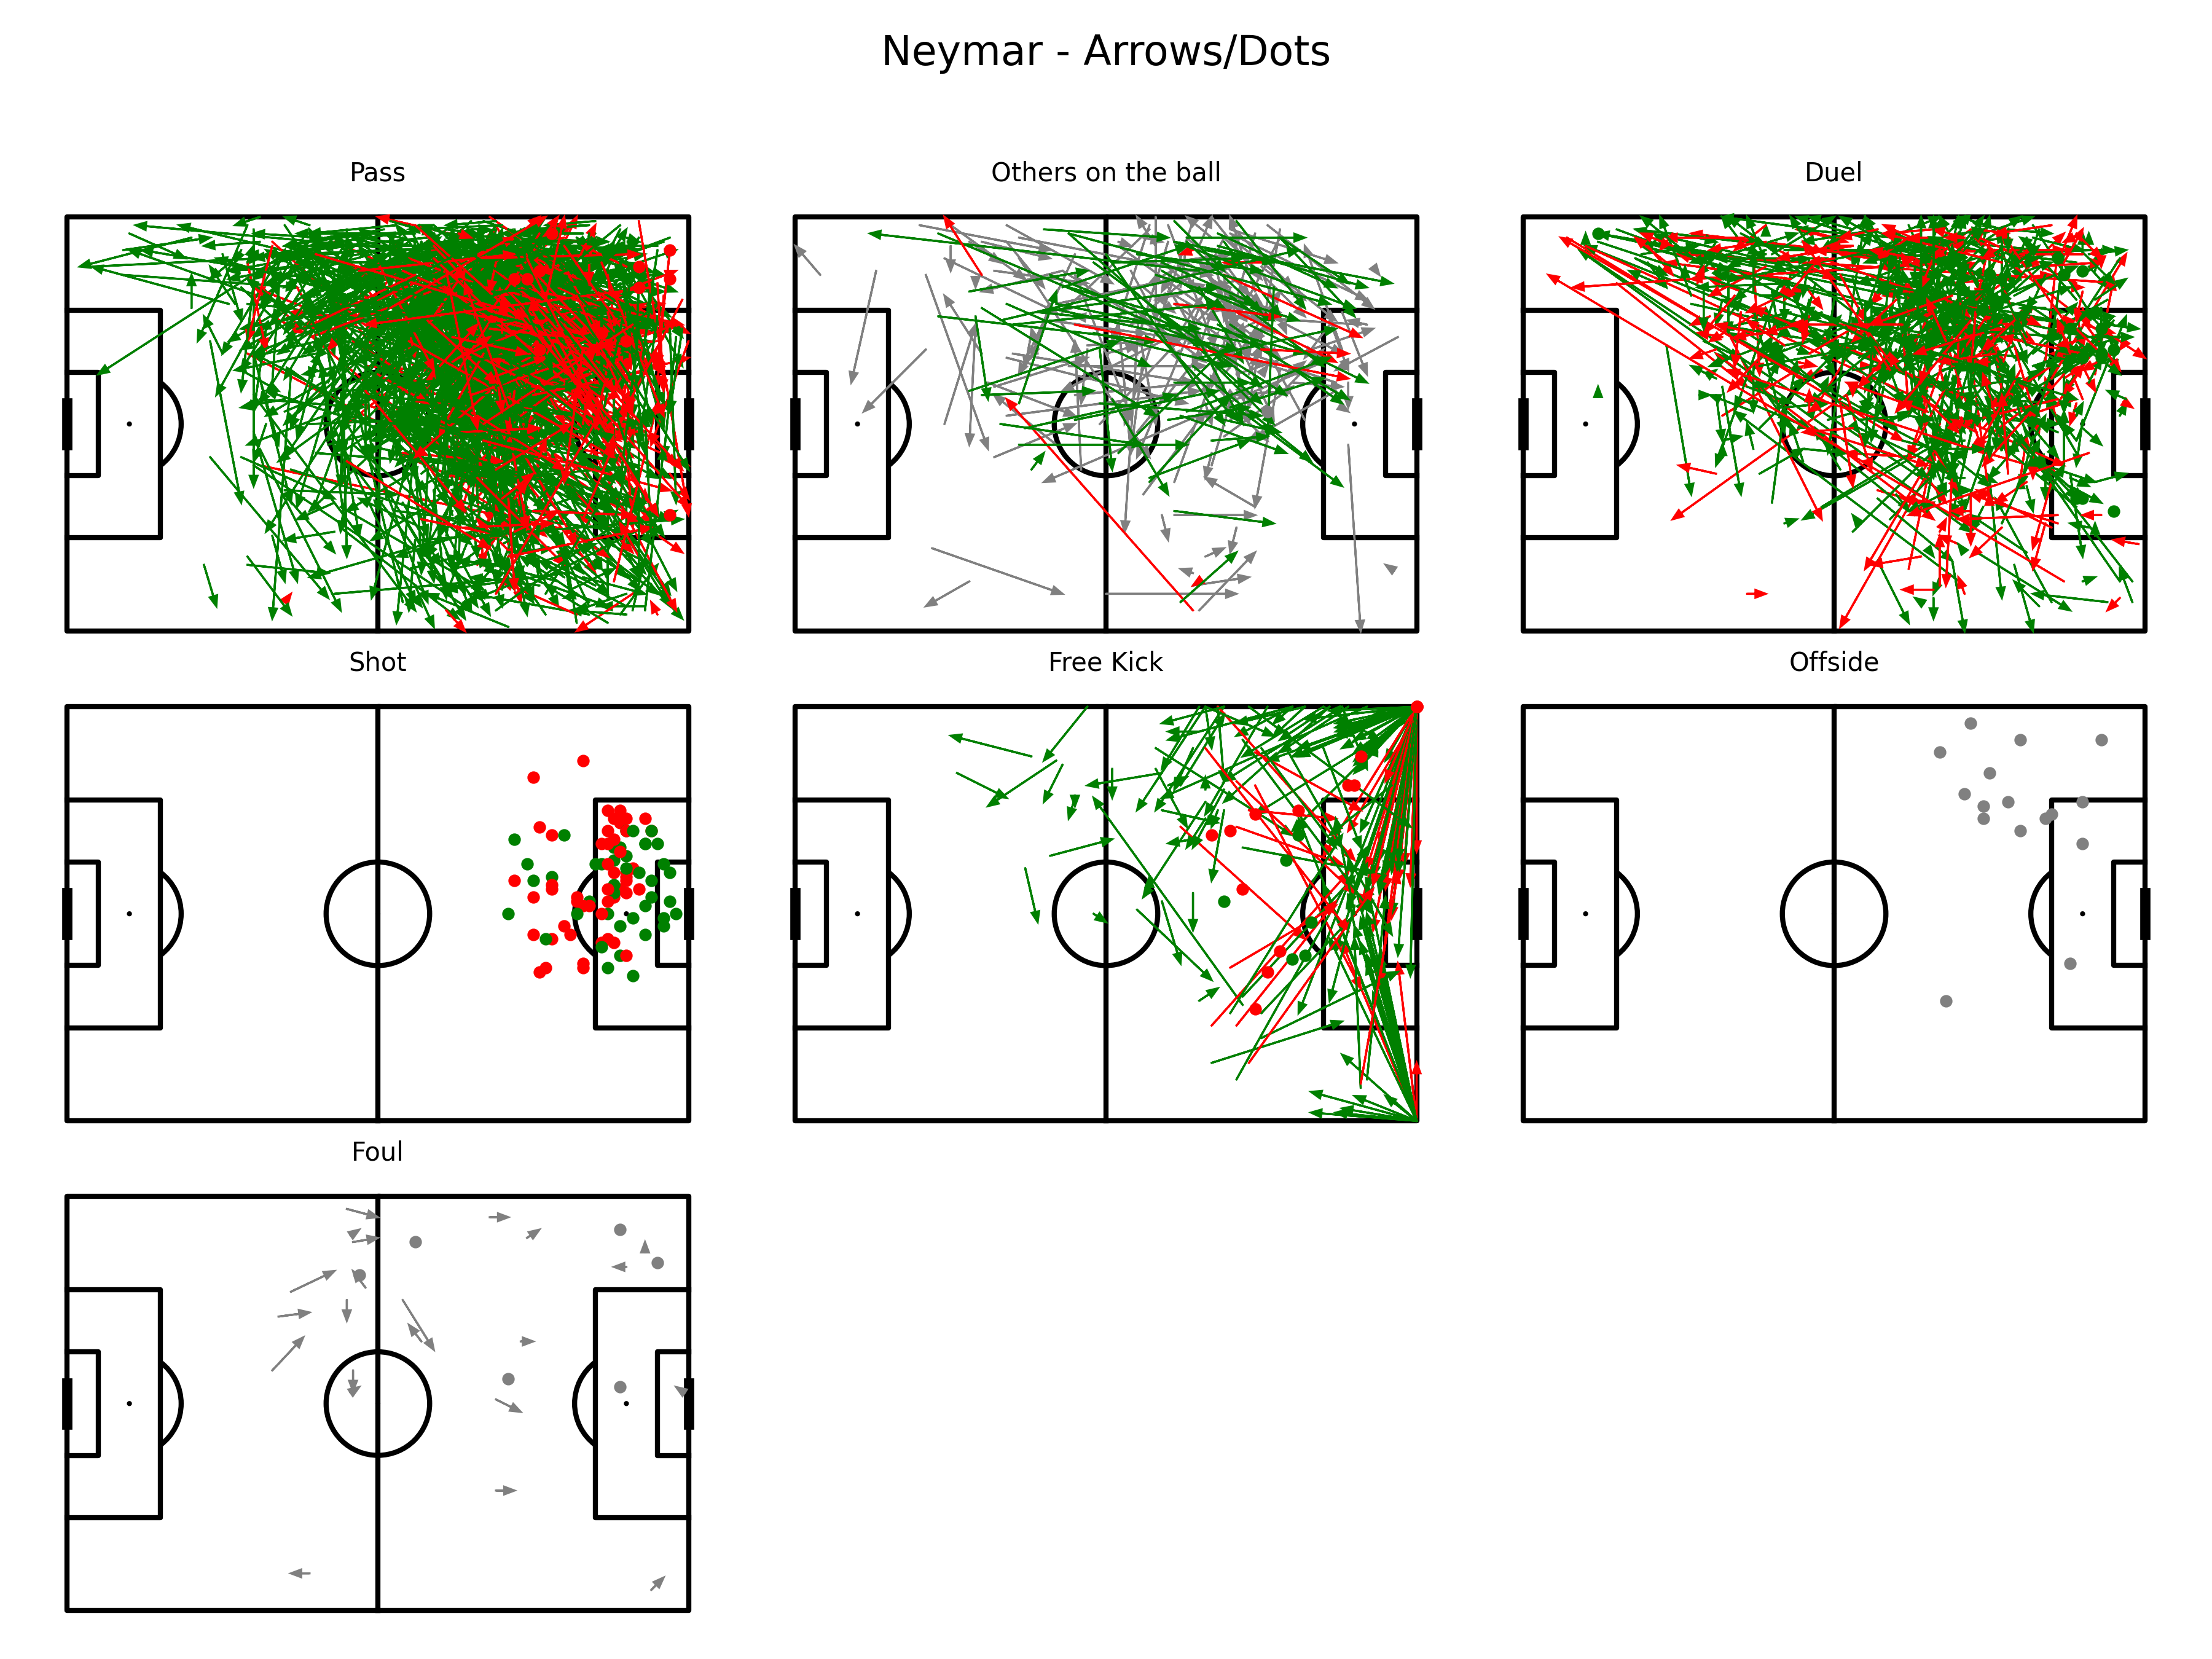 Neymar - Arrows/Dots
Pass
Others on the ball
Duel
Shot
Free Kick
Offside
Foul